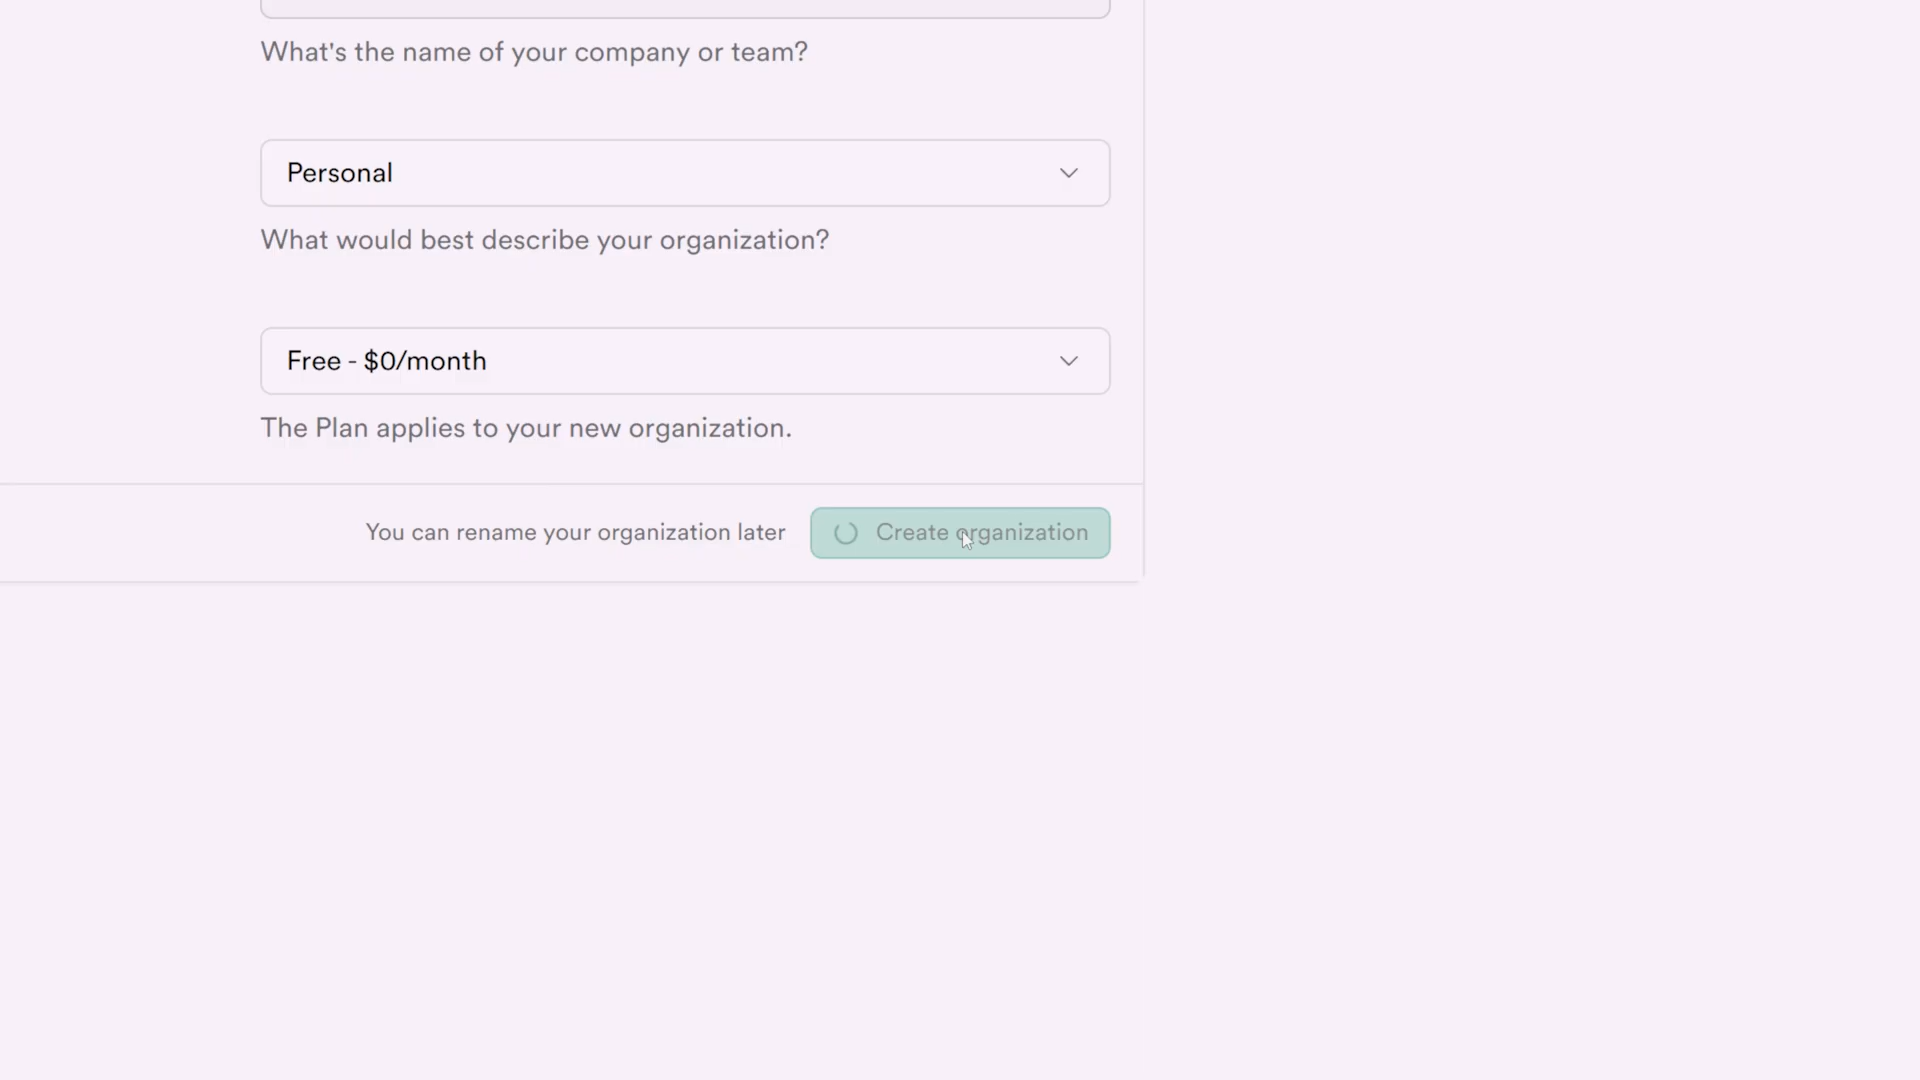 What's the name of your company or team?
Personal
What would best describe your organization?
Free - $0/month
The Plan applies to your new organization.
You can rename your organization later
Create organization